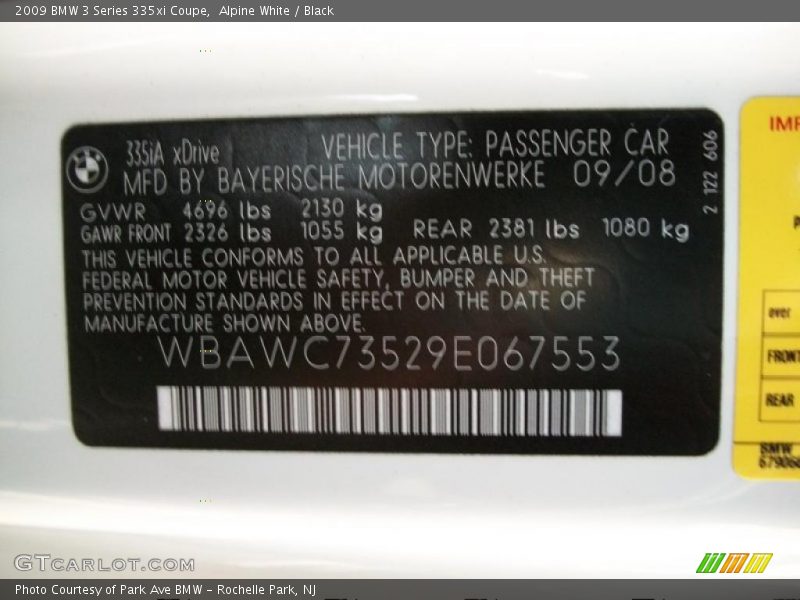 2009 BMW 3 Series 335xi Coupe,  Alpine White / Black
335iA xDrive VEHICLE TYPE: PASSENGER CAR
MFD BY BAYERISCHE MOTORENWERKE 09/08
GVWR 4696 lbs 2130 kg
GAWR FRONT 2326 lbs 1055 kg REAR 2381 lbs 1080 kg
THIS VEHICLE CONFORMS TO ALL APPLICABLE U.S.
FEDERAL MOTOR VEHICLE SAFETY, BUMPER AND THEFT
PREVENTION STANDARDS IN EFFECT ON THE DATE OF
MANUFACTURE SHOWN ABOVE.
WBAWC73529E067553
2 122 606
over
FRONT
REAR
BMW
GTCARLOT.COM
Photo Courtesy of Park Ave BMW - Rochelle Park, NJ